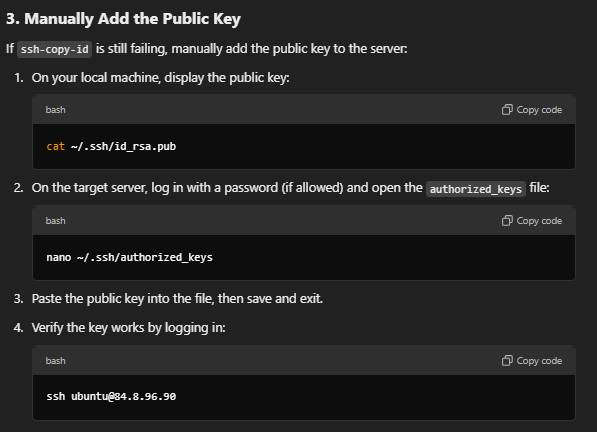 3. Manually Add the Public Key
If ssh-copy-id is still failing, manually add the public key to the server:
1. On your local machine, display the public key:
bash
Copy code
cat ~/.ssh/id_rsa.pub
2. On the target server, log in with a password (if allowed) and open the authorized_keys file:
bash
Copy code
nano ~/.ssh/authorized_keys
3. Paste the public key into the file, then save and exit.
4. Verify the key works by logging in:
bash
Copy code
ssh ubuntu@84.8.96.90